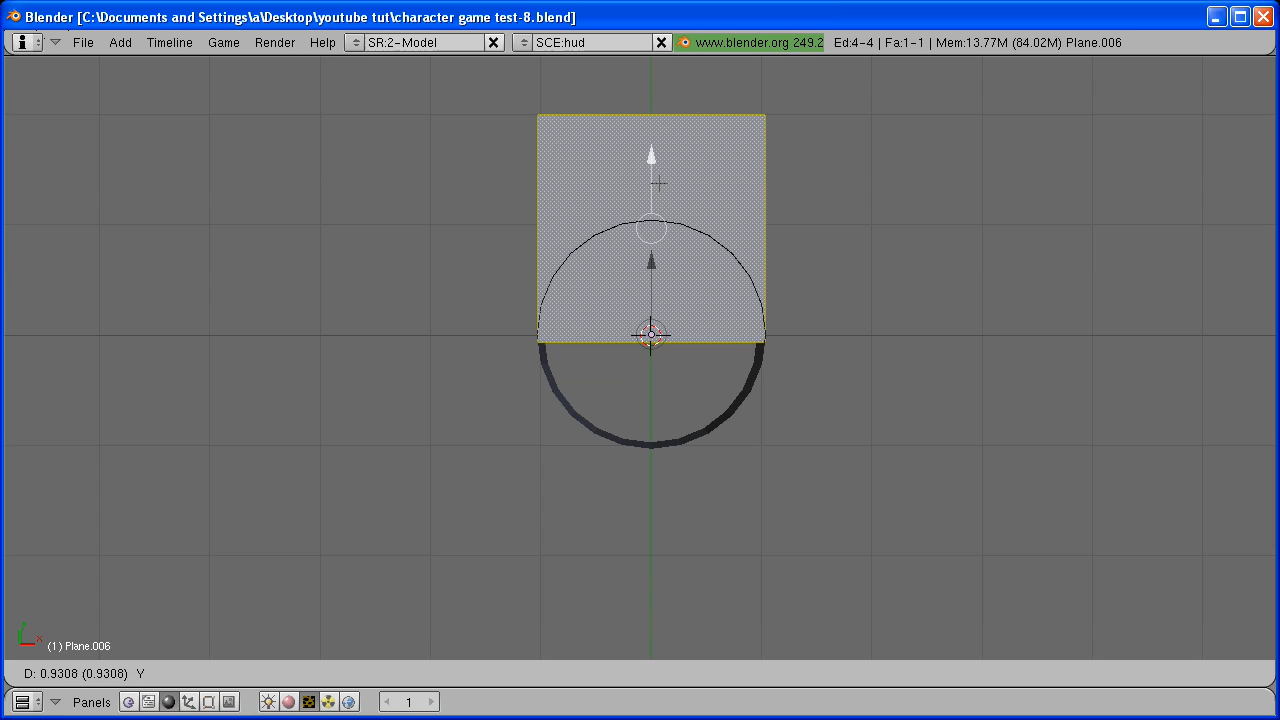 Blender [C:\Documents and Settings\a\Desktop\youtube tut\character game test-8.blend]
File Add Timeline Game Render Help SR:2-Model SCE:hud www.blender.org 249.2 Ed:4-4 | Fa:1-1 | Mem:13.77M (84.02M) Plane.006
Y
X
(1) Plane.006
D: 0.9308 (0.9308) Y
Panels 1